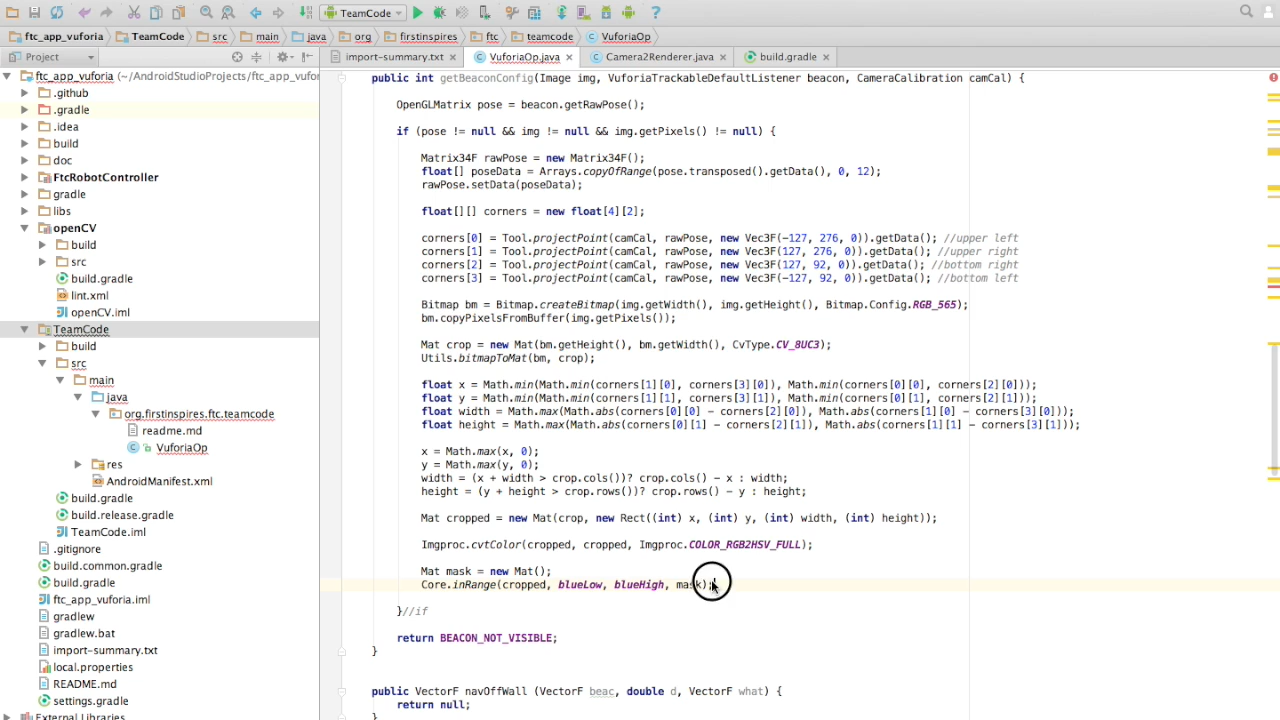 TeamCode
ftc_app_vuforia TeamCode src main java org firstinspires ftc teamcode VuforiaOp
Project
import-summary.txt VuforiaOp.java Camera2Renderer.java build.gradle
ftc_app_vuforia (~/AndroidStudioProjects/ftc_app_vufor
.github
.gradle
.idea
build
doc
FtcRobotController
gradle
libs
openCV
build
src
build.gradle
lint.xml
openCV.iml
TeamCode
build
src
main
java
org.firstinspires.ftc.teamcode
readme.md
VuforiaOp
res
AndroidManifest.xml
build.gradle
build.release.gradle
TeamCode.iml
.gitignore
build.common.gradle
build.gradle
ftc_app_vuforia.iml
gradlew
gradlew.bat
import-summary.txt
local.properties
README.md
settings.gradle
External Libraries
public int getBeaconConfig(Image img, VuforiaTrackableDefaultListener beacon, CameraCalibration camCal) {
OpenGLMatrix pose = beacon.getRawPose();
if (pose != null && img != null && img.getPixels() != null) {
Matrix34F rawPose = new Matrix34F();
float[] poseData = Arrays.copyOfRange(pose.transposed().getData(), 0, 12);
rawPose.setData(poseData);
float[][] corners = new float[4][2];
corners[0] = Tool.projectPoint(camCal, rawPose, new Vec3F(-127, 276, 0)).getData(); //upper left
corners[1] = Tool.projectPoint(camCal, rawPose, new Vec3F(127, 276, 0)).getData(); //upper right
corners[2] = Tool.projectPoint(camCal, rawPose, new Vec3F(127, 92, 0)).getData(); //bottom right
corners[3] = Tool.projectPoint(camCal, rawPose, new Vec3F(-127, 92, 0)).getData(); //bottom left
Bitmap bm = Bitmap.createBitmap(img.getWidth(), img.getHeight(), Bitmap.Config.RGB_565);
bm.copyPixelsFromBuffer(img.getPixels());
Mat crop = new Mat(bm.getHeight(), bm.getWidth(), CvType.CV_8UC3);
Utils.bitmapToMat(bm, crop);
float x = Math.min(Math.min(corners[1][0], corners[3][0]), Math.min(corners[0][0], corners[2][0]));
float y = Math.min(Math.min(corners[1][1], corners[3][1]), Math.min(corners[0][1], corners[2][1]));
float width = Math.max(Math.abs(corners[0][0] - corners[2][0]), Math.abs(corners[1][0] - corners[3][0]));
float height = Math.max(Math.abs(corners[0][1] - corners[2][1]), Math.abs(corners[1][1] - corners[3][1]));
x = Math.max(x, 0);
y = Math.max(y, 0);
width = (x + width > crop.cols())? crop.cols() - x : width;
height = (y + height > crop.rows())? crop.rows() - y : height;
Mat cropped = new Mat(crop, new Rect((int) x, (int) y, (int) width, (int) height));
Imgproc.cvtColor(cropped, cropped, Imgproc.COLOR_RGB2HSV_FULL);
Mat mask = new Mat();
Core.inRange(cropped, blueLow, blueHigh, mask);
}//if
return BEACON_NOT_VISIBLE;
}
public VectorF navOffWall (VectorF beac, double d, VectorF what) {
return null;
}